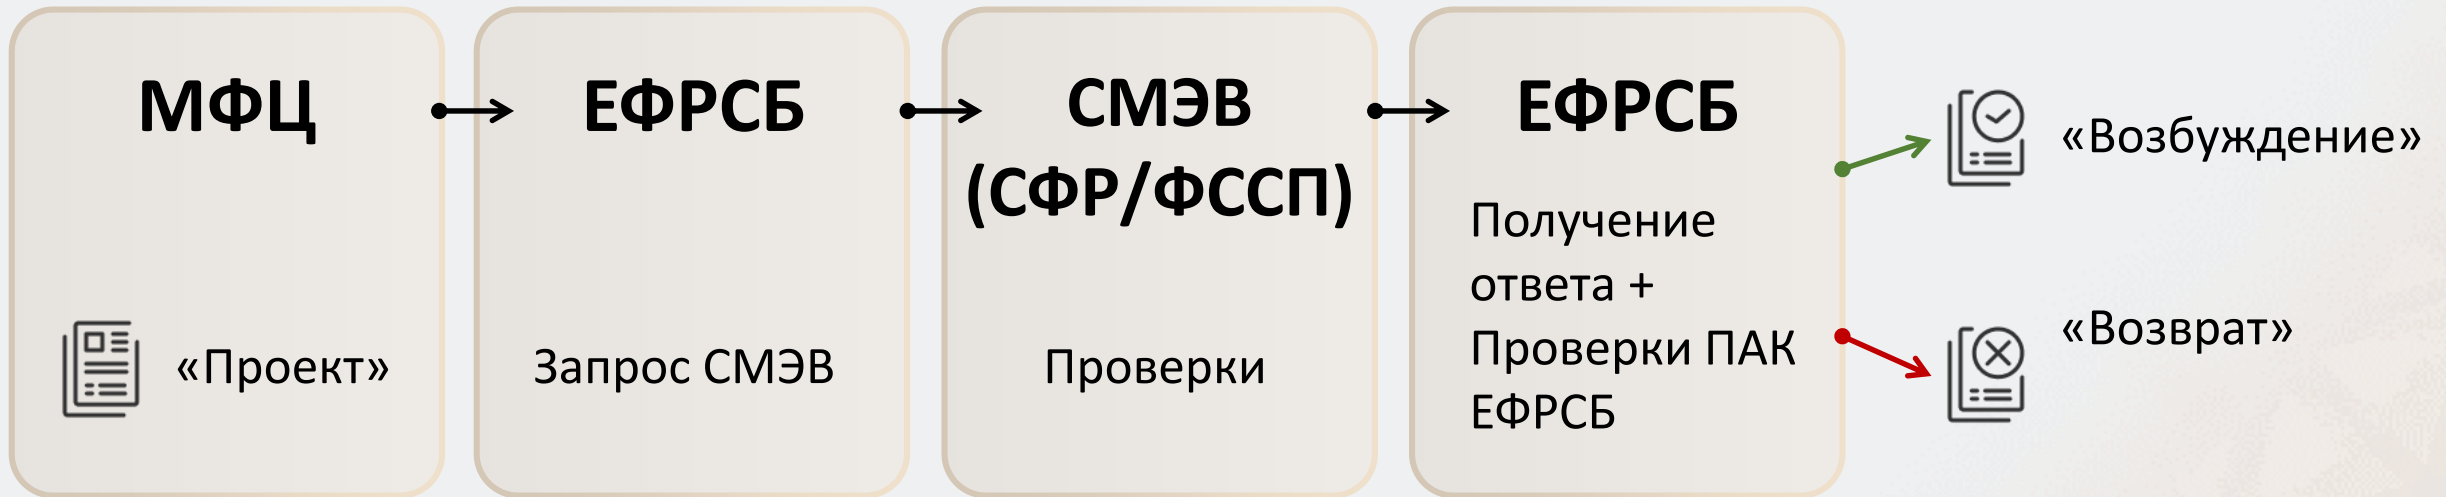 МФЦ
«Проект»
ЕФРСБ
Запрос СМЭВ
СМЭВ
(СФР/ФССП)
Проверки
ЕФРСБ
Получение
ответа +
Проверки ПАК
ЕФРСБ
«Возбуждение»
«Возврат»